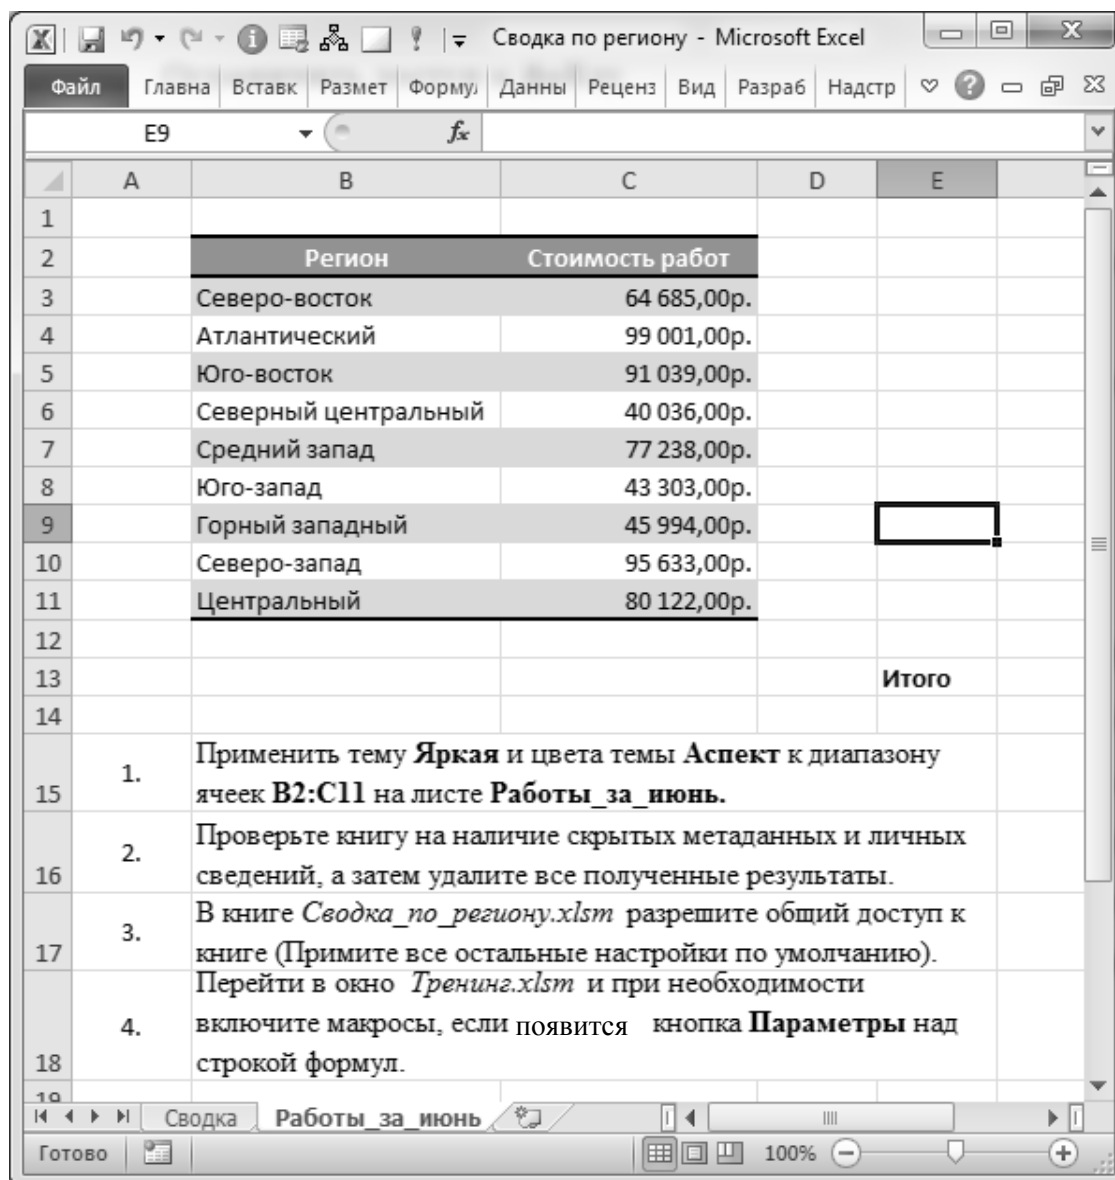 Сводка по региону - Microsoft Excel
Файл Главна Вставк Размет Форму Данны Реценз Вид Разраб Надстр
E9 fx
A B C D E
1
2 Регион Стоимость работ
3 Северо-восток 64 685,00р.
4 Атлантический 99 001,00р.
5 Юго-восток 91 039,00р.
6 Северный центральный 40 036,00р.
7 Средний запад 77 238,00р.
8 Юго-запад 43 303,00р.
9 Горный западный 45 994,00р.
10 Северо-запад 95 633,00р.
11 Центральный 80 122,00р.
12
13 Итого
14
Применить тему Яркая и цвета темы Аспект к диапазону
1.
15 ячеек B2:C11 на листе Работы_за_июнь.
Проверьте книгу на наличие скрытых метаданных и личных
2.
16 сведений, а затем удалите все полученные результаты.
В книге Сводка_по_региону.xlsm разрешите общий доступ к
3.
17 книге (Примите все остальные настройки по умолчанию).
Перейти в окно Тренинг.xlsm и при необходимости
4. включите макросы, если появится кнопка Параметры над
18 строкой формул.
19
Сводка Работы_за_июнь
Готово 100%